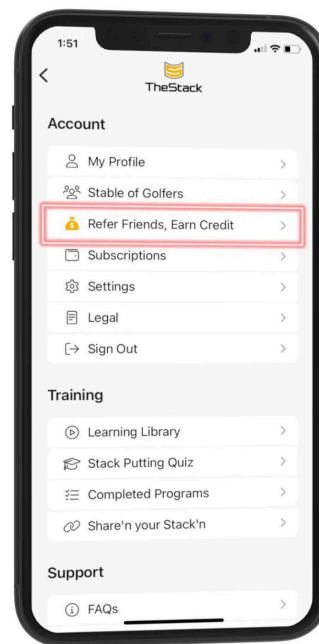 1:51
TheStack
Account
My Profile
Stable of Golfers
Refer Friends, Earn Credit
Subscriptions
Settings
Legal
Sign Out
Training
Learning Library
Stack Putting Quiz
Completed Programs
Share'n your Stack'n
Support
FAQs